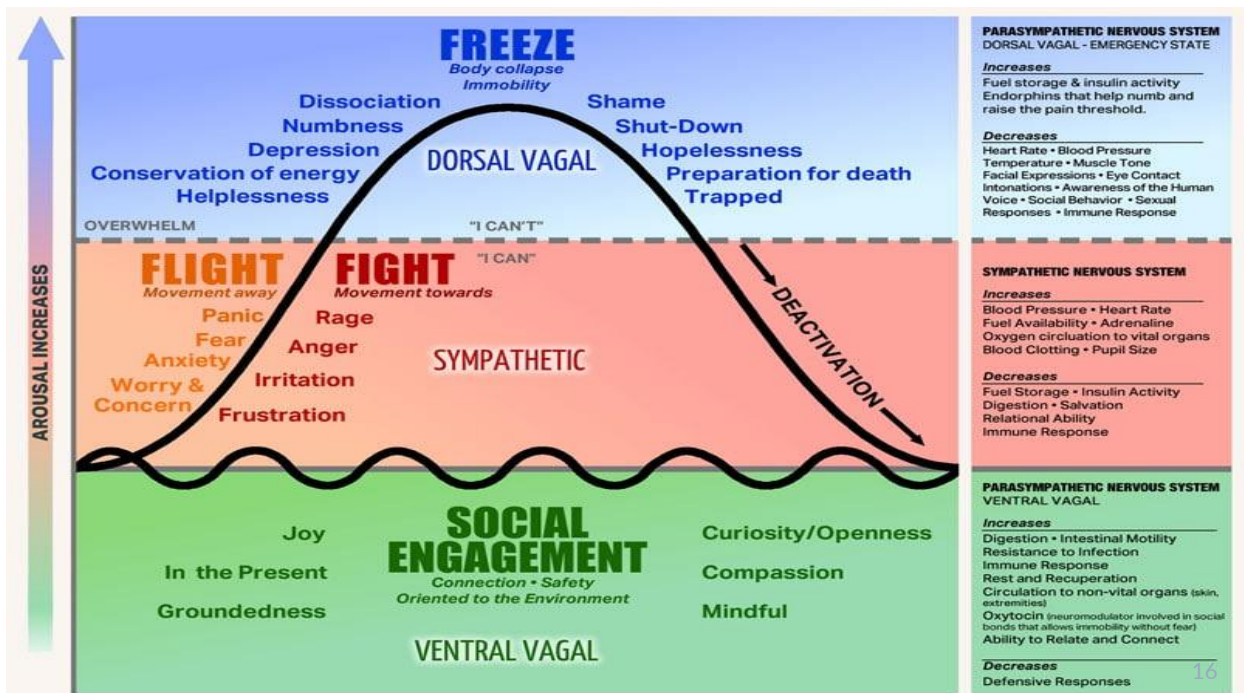 AROUSAL INCREASES
FREEZE
Body collapse
Immobility
Dissociation
Numbness
Depression
Conservation of energy
Helplessness
Shame
Shut-Down
Hopelessness
Preparation for death
Trapped
DORSAL VAGAL
OVERWHELM
"I CAN'T"
"I CAN"
FLIGHT
Movement away
Panic
Fear
Anxiety
Worry &
Concern
FIGHT
Movement towards
Rage
Anger
Irritation
Frustration
SYMPATHETIC
DEACTIVATION
SOCIAL
ENGAGEMENT
Connection • Safety
Oriented to the Environment
Joy
In the Present
Groundedness
Curiosity/Openness
Compassion
Mindful
VENTRAL VAGAL
PARASYMPATHETIC NERVOUS SYSTEM
DORSAL VAGAL - EMERGENCY STATE
Increases
Fuel storage & insulin activity
Endorphins that help numb and
raise the pain threshold.
Decreases
Heart Rate • Blood Pressure
Temperature • Muscle Tone
Facial Expressions • Eye Contact
Intonations • Awareness of the Human
Voice • Social Behavior • Sexual
Responses • Immune Response
SYMPATHETIC NERVOUS SYSTEM
Increases
Blood Pressure • Heart Rate
Fuel Availability • Adrenaline
Oxygen circluation to vital organs
Blood Clotting • Pupil Size
Decreases
Fuel Storage • Insulin Activity
Digestion • Salvation
Relational Ability
Immune Response
PARASYMPATHETIC NERVOUS SYSTEM
VENTRAL VAGAL
Increases
Digestion • Intestinal Motility
Resistance to Infection
Immune Response
Rest and Recuperation
Circulation to non-vital organs (skin,
extremities)
Oxytocin (neuromodulator involved in social
bonds that allows immobility without fear)
Ability to Relate and Connect
Decreases
Defensive Responses
16